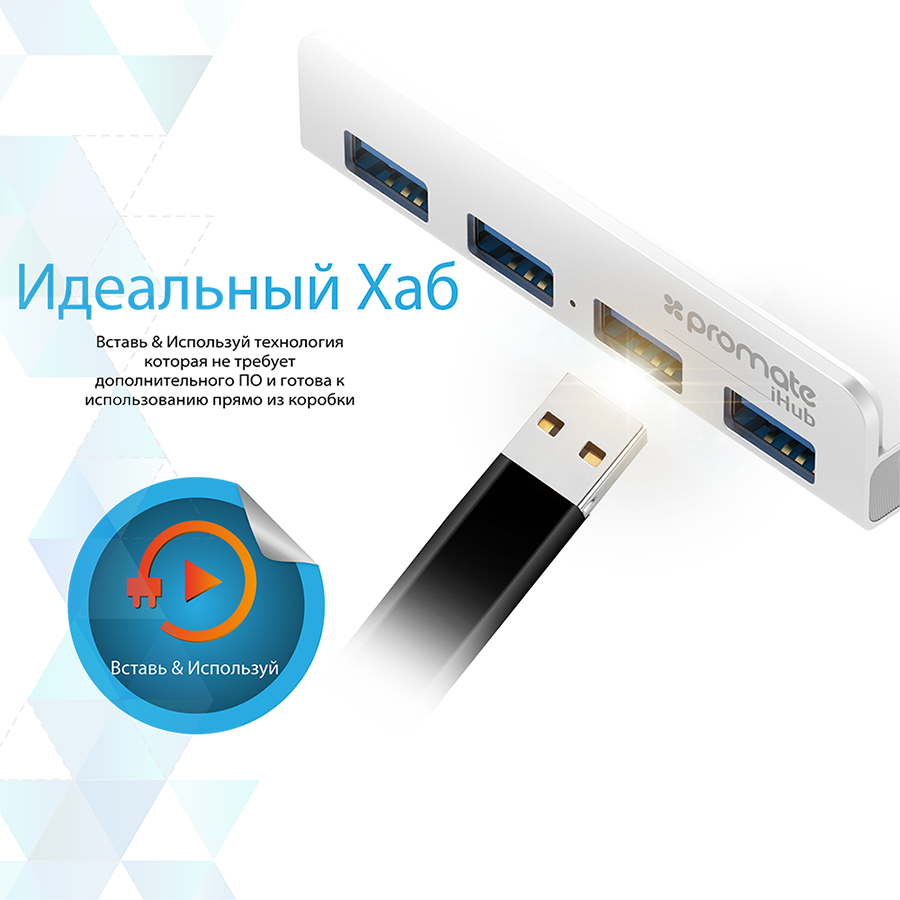 Идеальный Хаб
Вставь & Используй технология
которая не требует
дополнительного ПО и готова к
использованию прямо из коробки
promate
iHub
Вставь & Используй